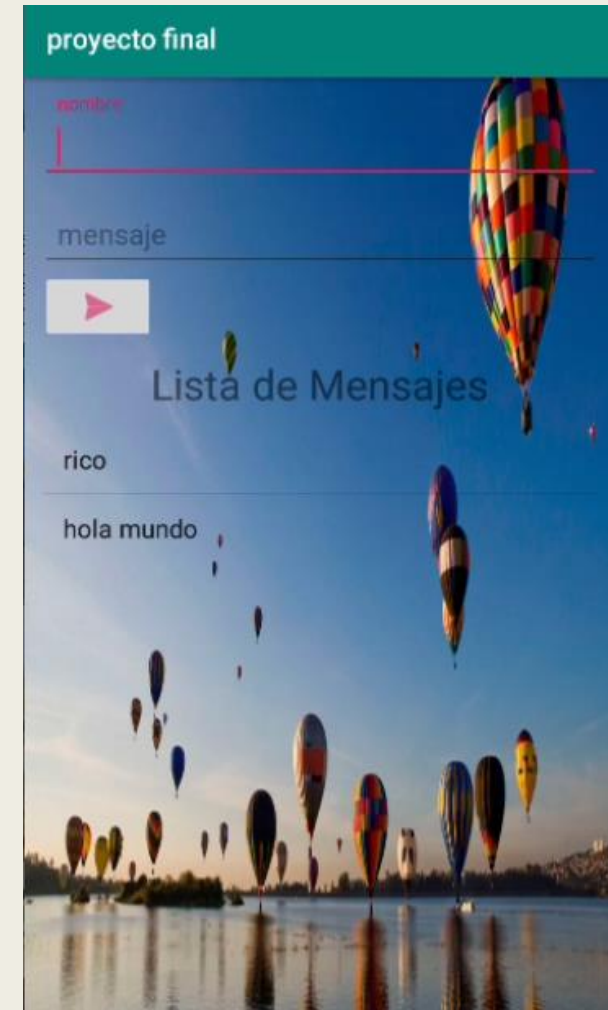 proyecto final
nombre
mensaje
Lista de Mensajes
rico
hola mundo